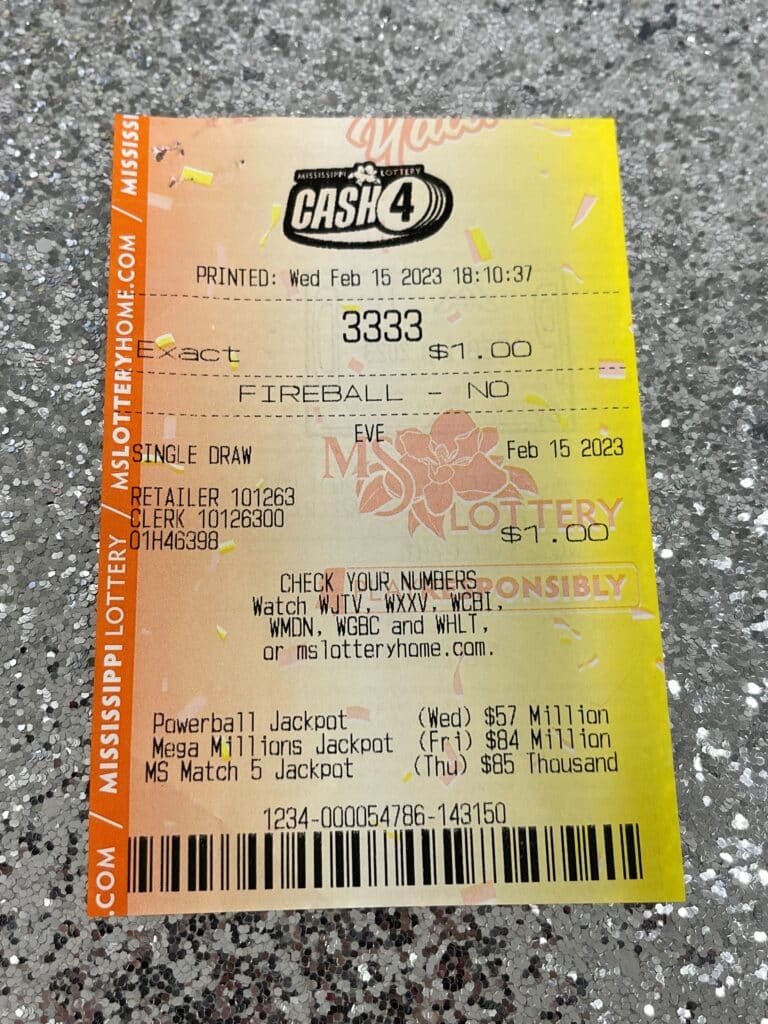 MISSISSIPPI LOTTERY
CASH 4
PRINTED: Wed Feb 15 2023 18:10:37
3333
Exact $1.00
FIREBALL - NO
EVE
SINGLE DRAW Feb 15 2023
MS
LOTTERY
RETAILER 101263
CLERK 10126300
01H46398
$1.00
CHECK YOUR NUMBERS
RESPONSIBLY
Watch WJTV, WXXV, WCBI,
WMDN, WGBC and WHLT,
or mslotteryhome.com.
Powerball Jackpot (Wed) $57 Million
Mega Millions Jackpot (Fri) $84 Million
MS Match 5 Jackpot (Thu) $85 Thousand
1234-000054786-143150
.COM / MISSISSIPPI LOTTERY / MSLOTTERYHOME.COM / MISSISSI